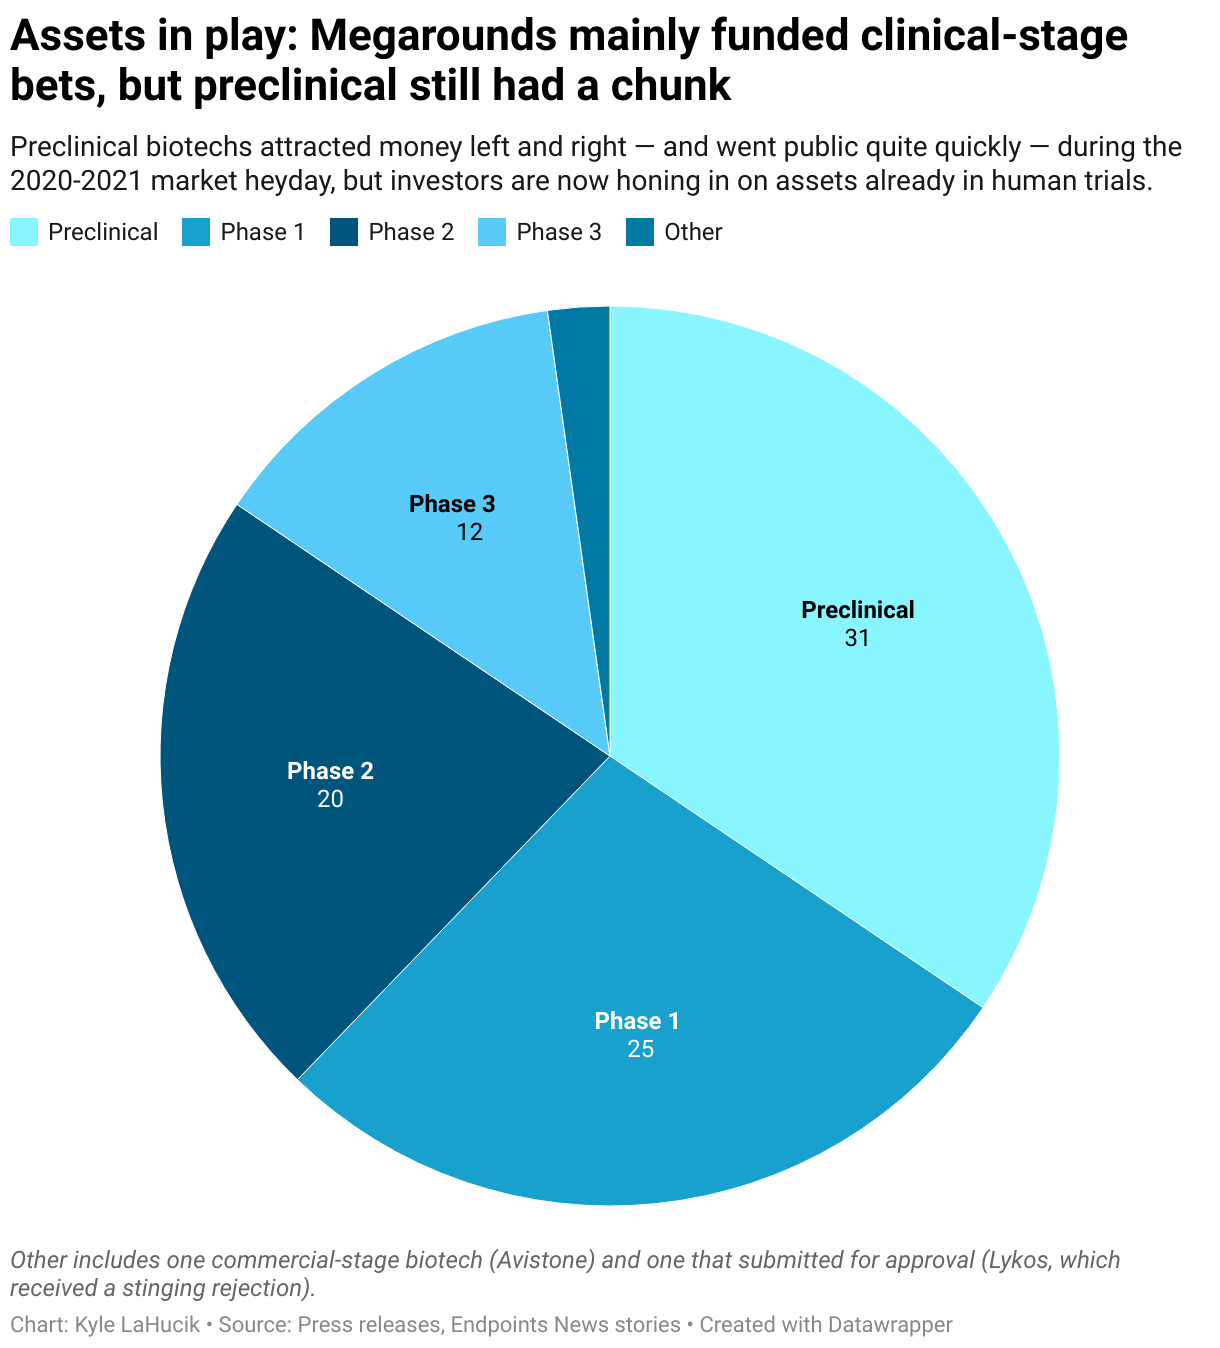 Assets in play: Megarounds mainly funded clinical-stage
bets, but preclinical still had a chunk
Preclinical biotechs attracted money left and right — and went public quite quickly — during the
2020-2021 market heyday, but investors are now honing in on assets already in human trials.
Preclinical Phase 1 Phase 2 Phase 3 Other
Phase 3
12
Preclinical
31
Phase 2
20
Phase 1
25
Other includes one commercial-stage biotech (Avistone) and one that submitted for approval (Lykos, which
received a stinging rejection).
Chart: Kyle LaHucik • Source: Press releases, Endpoints News stories • Created with Datawrapper